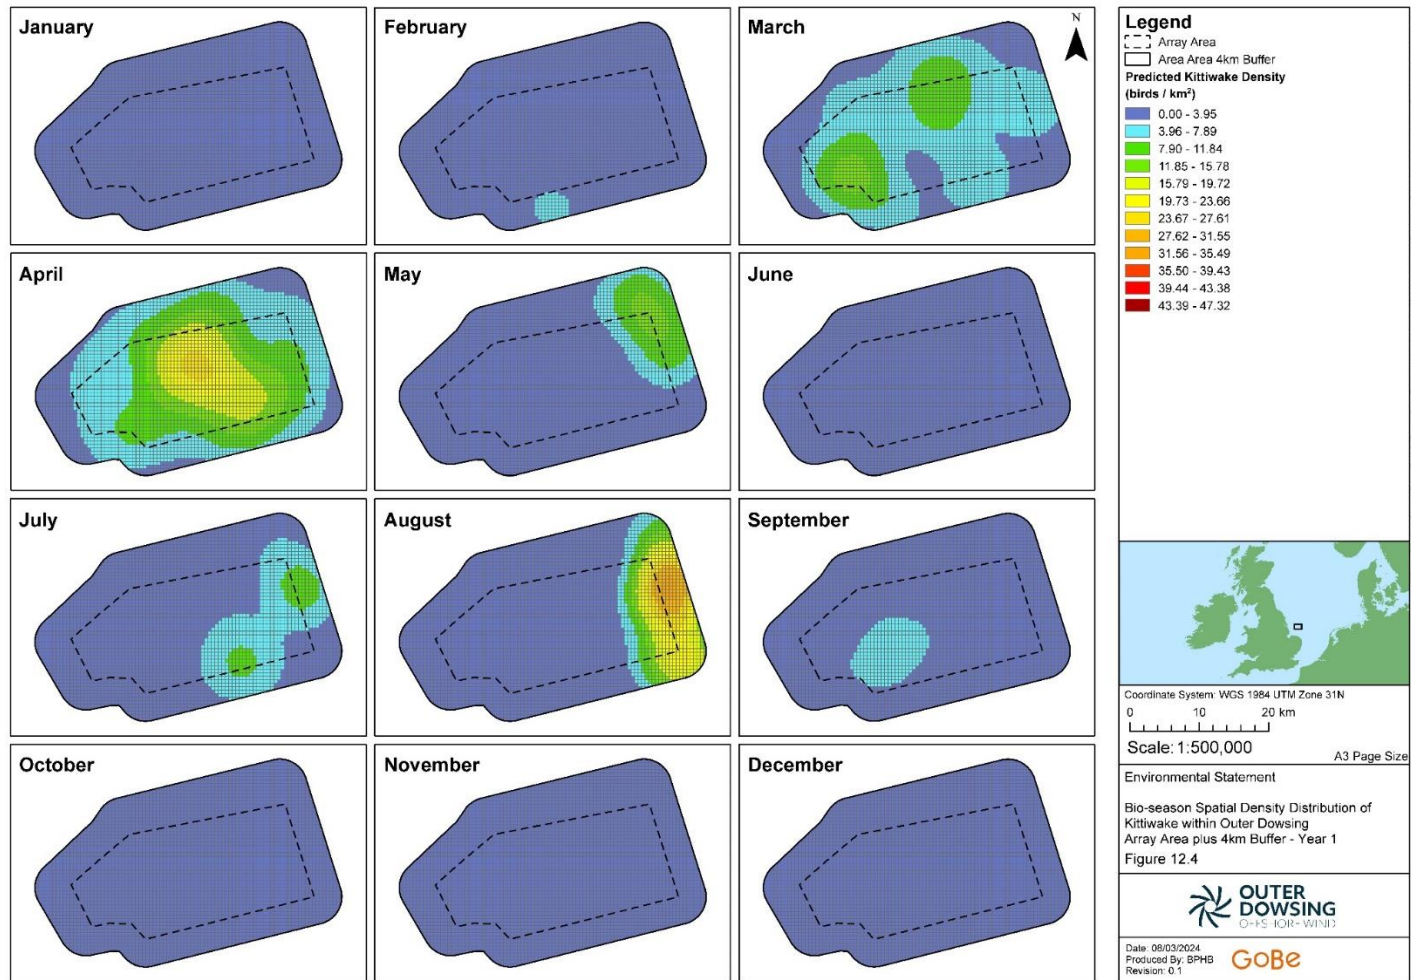 January
February
March
N
April
May
June
July
August
September
October
November
December
Legend
Array Area
Area Area 4km Buffer
Predicted Kittiwake Density
(birds / km²)
0.00 - 3.95
3.96 - 7.89
7.90 - 11.84
11.85 - 15.78
15.79 - 19.72
19.73 - 23.66
23.67 - 27.61
27.62 - 31.55
31.56 - 35.49
35.50 - 39.43
39.44 - 43.38
43.39 - 47.32
Coordinate System: WGS 1984 UTM Zone 31N
0 10 20 km
Scale: 1:500,000
A3 Page Size
Environmental Statement
Bio-season Spatial Density Distribution of
Kittiwake within Outer Dowsing
Array Area plus 4km Buffer - Year 1
Figure 12.4
OUTER
DOWSING
OFFSHORE WIND
Date: 08/03/2024
Produced By: BPHB
Revision: 0.1
GoBe